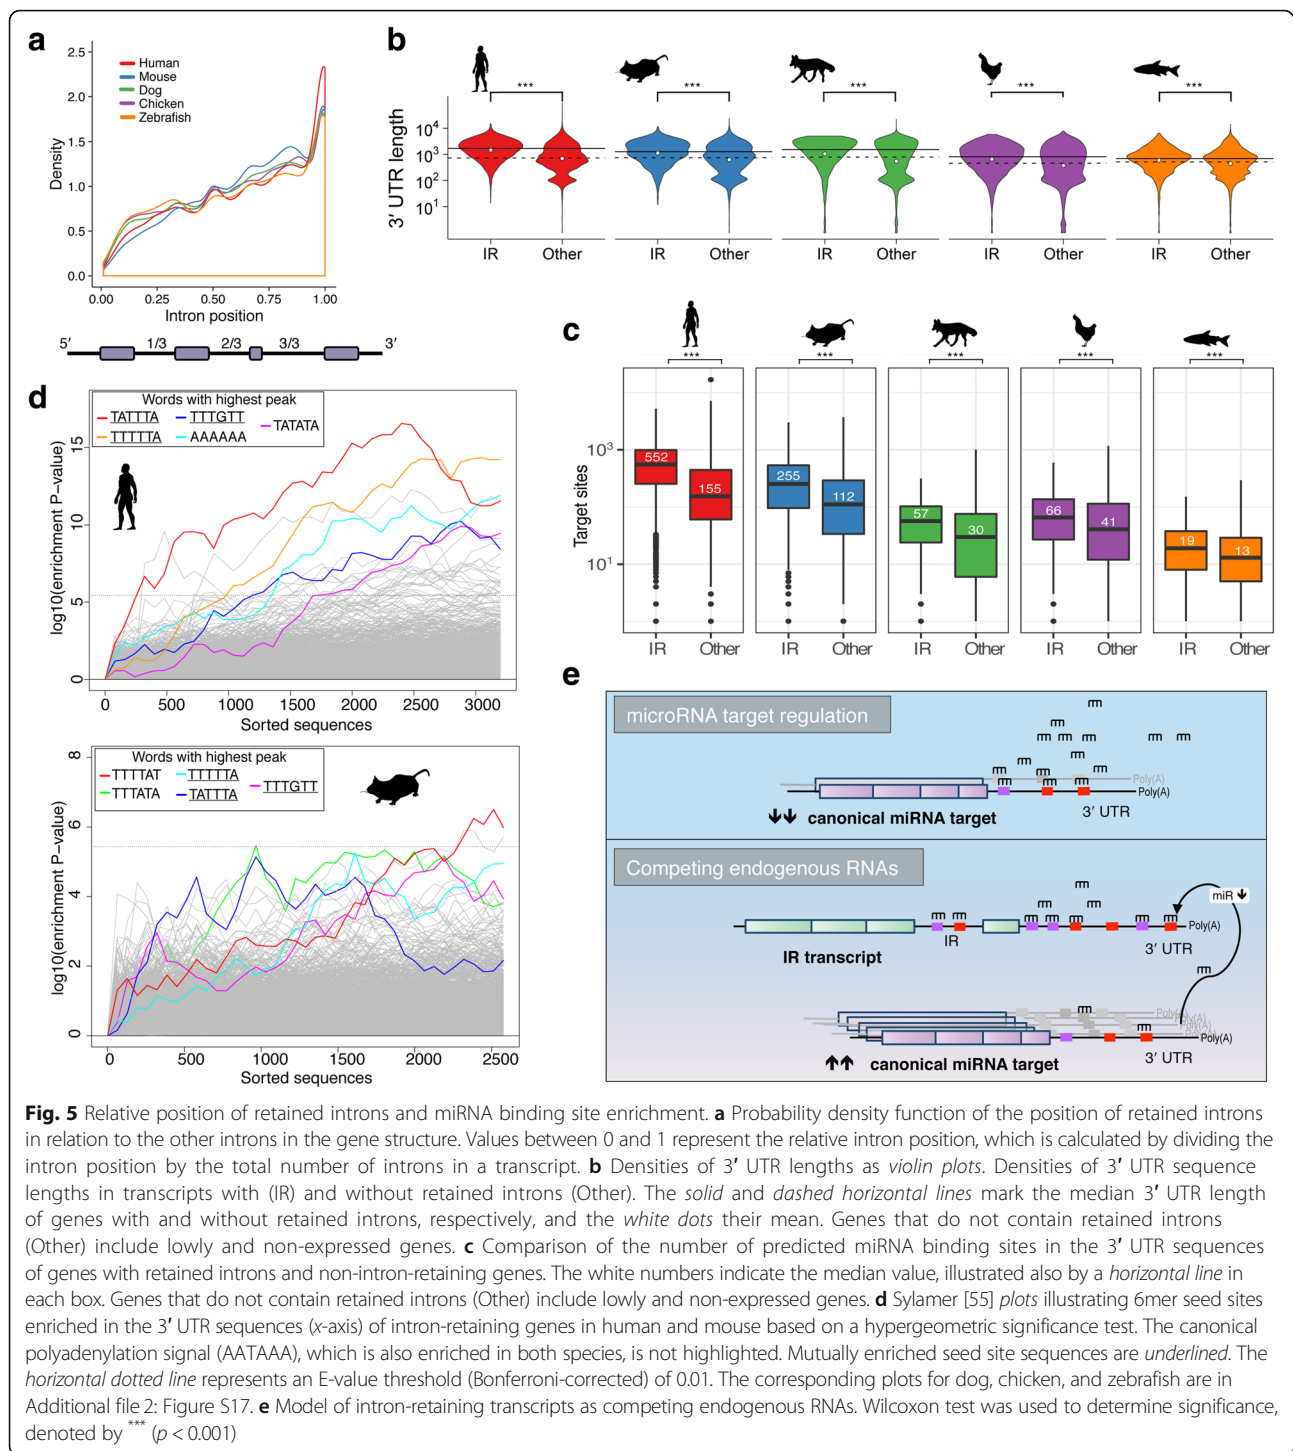 a
2.5
2.0
1.5
1.0
0.5
0.0
Density
Human
Mouse
Dog
Chicken
Zebrafish
0.00 0.25 0.50 0.75 1.00
Intron position
5′ 1/3 2/3 3/3 3′
b
*** *** *** *** ***
3′ UTR length
10⁴
10³
10²
10¹
IR Other IR Other IR Other IR Other IR Other
c
*** *** *** *** ***
Target sites
10³
10¹
552 155 255 112 57 30 66 41 19 13
IR Other IR Other IR Other IR Other IR Other
d
Words with highest peak
TATTTA TTTGTT TATATA
TTTTTA AAAAAA
log10(enrichment P−value)
15
10
5
0
0 500 1000 1500 2000 2500 3000
Sorted sequences
Words with highest peak
TTTTAT TTTTTA TTTGTT
TTTATA TATTTA
log10(enrichment P−value)
8
6
4
2
0
0 500 1000 1500 2000 2500
Sorted sequences
e
microRNA target regulation
Poly(A)
Poly(A)
3′ UTR
canonical miRNA target
Competing endogenous RNAs
miR
Poly(A)
IR
3′ UTR
IR transcript
Poly(A)
3′ UTR
canonical miRNA target
Fig. 5 Relative position of retained introns and miRNA binding site enrichment. a Probability density function of the position of retained introns
in relation to the other introns in the gene structure. Values between 0 and 1 represent the relative intron position, which is calculated by dividing the
intron position by the total number of introns in a transcript. b Densities of 3′ UTR lengths as violin plots. Densities of 3′ UTR sequence
lengths in transcripts with (IR) and without retained introns (Other). The solid and dashed horizontal lines mark the median 3′ UTR length
of genes with and without retained introns, respectively, and the white dots their mean. Genes that do not contain retained introns
(Other) include lowly and non-expressed genes. c Comparison of the number of predicted miRNA binding sites in the 3′ UTR sequences
of genes with retained introns and non-intron-retaining genes. The white numbers indicate the median value, illustrated also by a horizontal line in
each box. Genes that do not contain retained introns (Other) include lowly and non-expressed genes. d Sylamer [55] plots illustrating 6mer seed sites
enriched in the 3′ UTR sequences (x-axis) of intron-retaining genes in human and mouse based on a hypergeometric significance test. The canonical
polyadenylation signal (AATAAA), which is also enriched in both species, is not highlighted. Mutually enriched seed site sequences are underlined. The
horizontal dotted line represents an E-value threshold (Bonferroni-corrected) of 0.01. The corresponding plots for dog, chicken, and zebrafish are in
Additional file 2: Figure S17. e Model of intron-retaining transcripts as competing endogenous RNAs. Wilcoxon test was used to determine significance,
denoted by *** (p < 0.001)